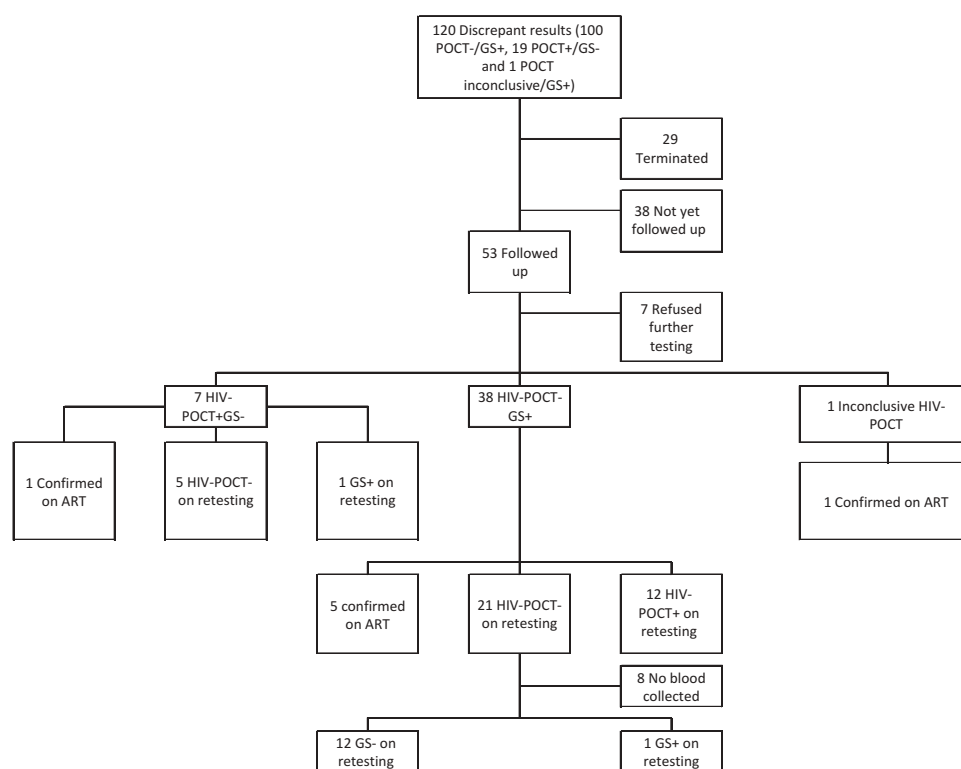 120 Discrepant results (100
POCT-/GS+, 19 POCT+/GS-
and 1 POCT
inconclusive/GS+)
29
Terminated
38 Not yet
followed up
53 Followed
up
7 Refused
further
testing
7 HIV-
POCT+GS-
38 HIV-POCT-
GS+
1 Inconclusive HIV-
POCT
1 Confirmed
on ART
5 HIV-POCT-
on retesting
1 GS+ on
retesting
1 Confirmed on ART
5 confirmed
on ART
21 HIV-POCT-
on retesting
12 HIV-
POCT+ on
retesting
8 No blood
collected
12 GS- on
retesting
1 GS+ on
retesting